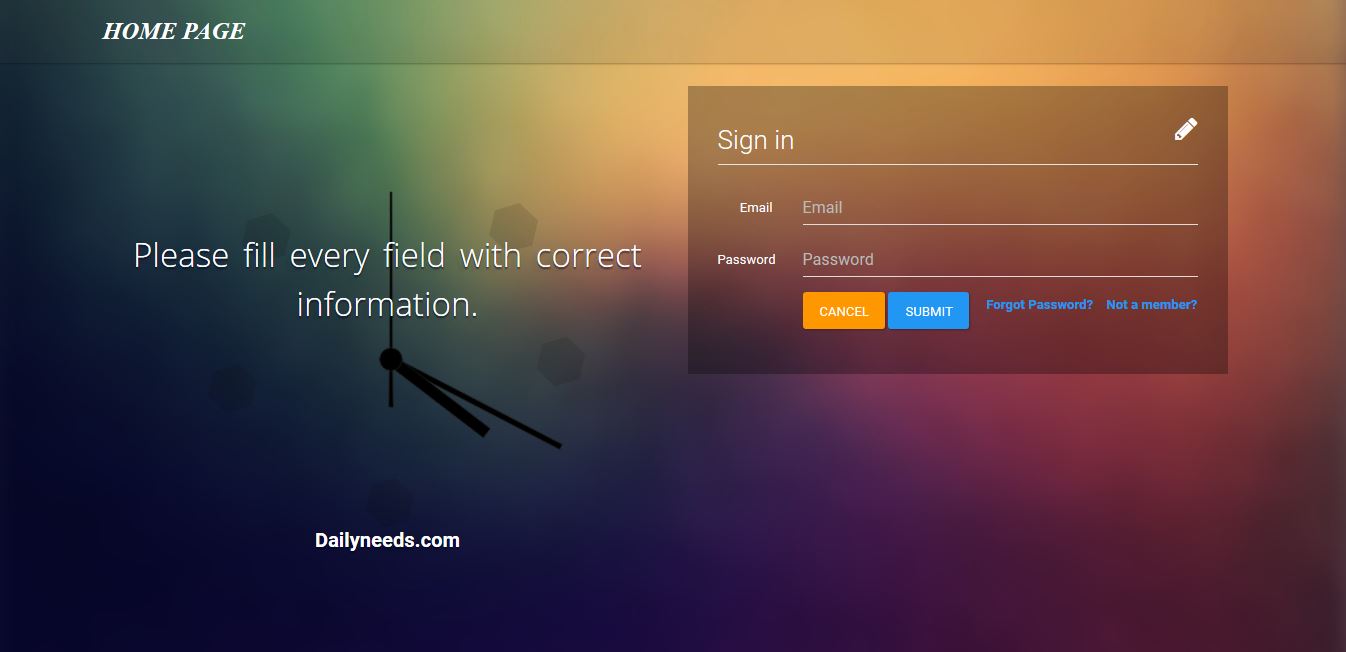 HOME PAGE
Please fill every field with correct
information.
Dailyneeds.com
Sign in
Email Email
Password Password
CANCEL SUBMIT Forgot Password? Not a member?